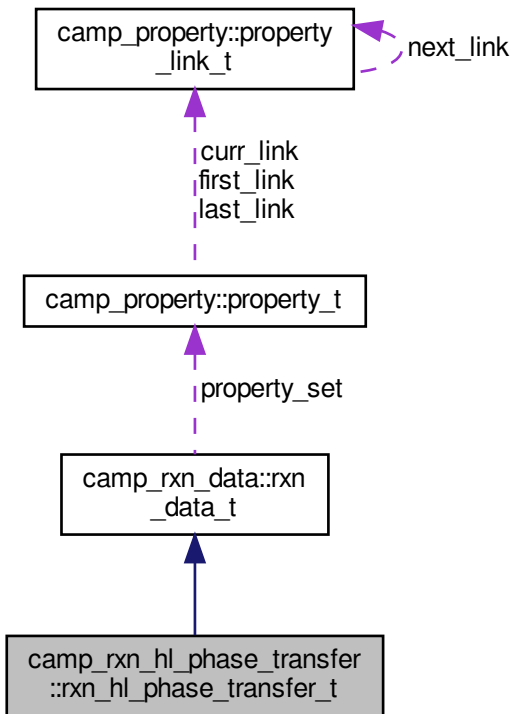 camp_property::property
_link_t
next_link
curr_link
first_link
last_link
camp_property::property_t
property_set
camp_rxn_data::rxn
_data_t
camp_rxn_hl_phase_transfer
::rxn_hl_phase_transfer_t